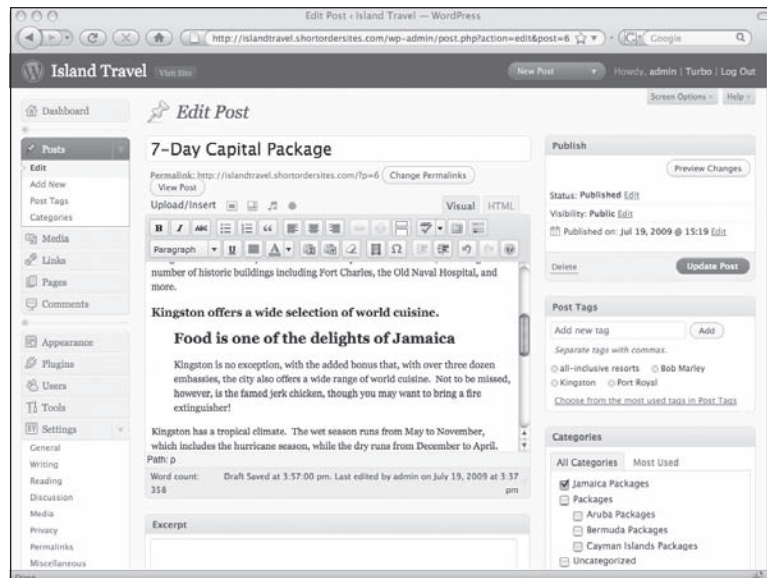 Edit Post ‹ Island Travel — WordPress
http://islandtravel.shortordersites.com/wp-admin/post.php?action=edit&post=6
Google
Island Travel
Visit Site
New Post
Howdy, admin | Turbo | Log Out
Screen Options
Help
Dashboard
Posts
Edit
Add New
Post Tags
Categories
Media
Links
Pages
Comments
Appearance
Plugins
Users
Tools
Settings
General
Writing
Reading
Discussion
Media
Privacy
Permalinks
Miscellaneous
Edit Post
7-Day Capital Package
Permalink: http://islandtravel.shortordersites.com/?p=6 Change Permalinks
View Post
Upload/Insert
Visual HTML
B I ABC
Paragraph U A Ω
number of historic buildings including Fort Charles, the Old Naval Hospital, and
more.
Kingston offers a wide selection of world cuisine.
Food is one of the delights of Jamaica
Kingston is no exception, with the added bonus that, with over three dozen
embassies, the city also offers a wide range of world cuisine. Not to be missed,
however, is the famed jerk chicken, though you may want to bring a fire
extinguisher!
Kingston has a tropical climate. The wet season runs from May to November,
which includes the hurricane season, while the dry runs from December to April.
Path: p
Word count: 358
Draft Saved at 3:57:00 pm. Last edited by admin on July 19, 2009 at 3:37 pm
Excerpt
Publish
Preview Changes
Status: Published Edit
Visibility: Public Edit
Published on: Jul 19, 2009 @ 15:19 Edit
Delete
Update Post
Post Tags
Add new tag
Add
Separate tags with commas.
all-inclusive resorts Bob Marley
Kingston Port Royal
Choose from the most used tags in Post Tags
Categories
All Categories Most Used
Jamaica Packages
Packages
Aruba Packages
Bermuda Packages
Cayman Islands Packages
Uncategorized